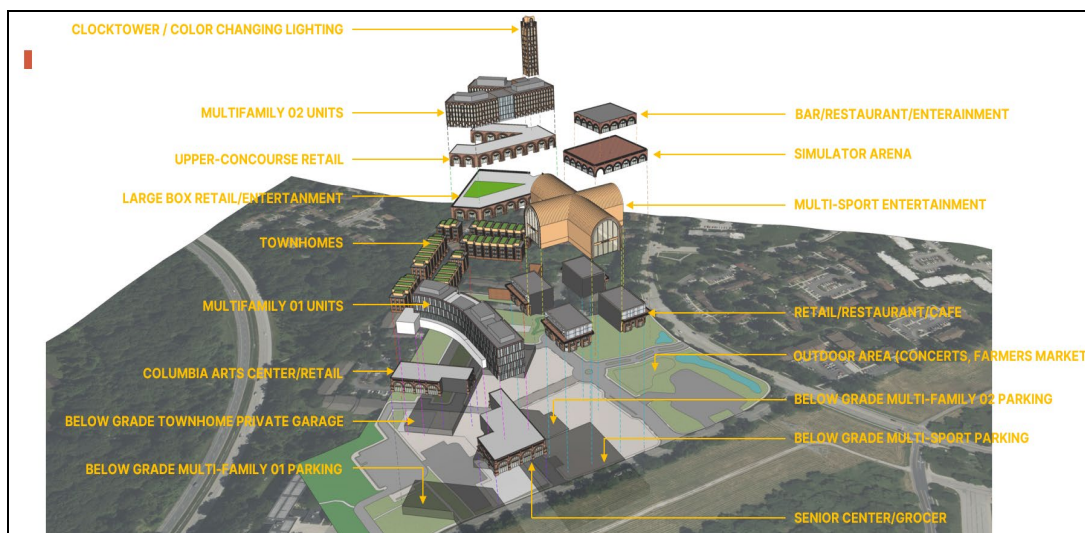 CLOCKTOWER / COLOR CHANGING LIGHTING
MULTIFAMILY 02 UNITS
BAR/RESTAURANT/ENTERAINMENT
UPPER-CONCOURSE RETAIL
SIMULATOR ARENA
LARGE BOX RETAIL/ENTERTANMENT
MULTI-SPORT ENTERTAINMENT
TOWNHOMES
MULTIFAMILY 01 UNITS
RETAIL/RESTAURANT/CAFE
OUTDOOR AREA (CONCERTS, FARMERS MARKET
COLUMBIA ARTS CENTER/RETAIL
BELOW GRADE MULTI-FAMILY 02 PARKING
BELOW GRADE TOWNHOME PRIVATE GARAGE
BELOW GRADE MULTI-SPORT PARKING
BELOW GRADE MULTI-FAMILY 01 PARKING
SENIOR CENTER/GROCER